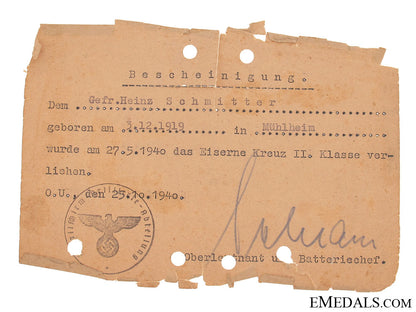 Bescheinigung.
Dem Gefr.Heinz Schmitter
geboren am 3.12.1919 in Mühlheim
wurde am 27.5.1940 das Eiserne Kreuz II. Klasse ver-
liehen.
O.U., den 25.10.1940.
Oberleutnant u. Batteriechef.
EMEDALS.COM